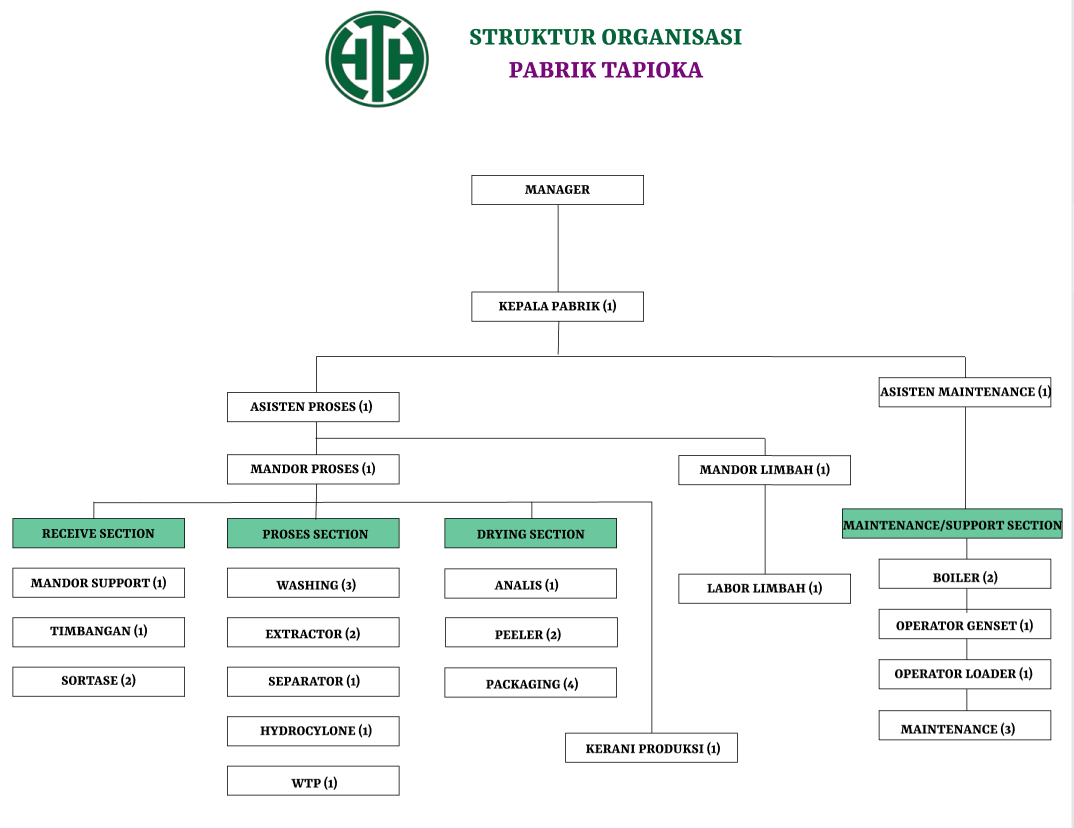 HTH
STRUKTUR ORGANISASI
PABRIK TAPIOKA
MANAGER
KEPALA PABRIK (1)
ASISTEN PROSES (1)
ASISTEN MAINTENANCE (1)
MANDOR PROSES (1)
MANDOR LIMBAH (1)
RECEIVE SECTION
PROSES SECTION
DRYING SECTION
MAINTENANCE/SUPPORT SECTION
MANDOR SUPPORT (1)
WASHING (3)
ANALIS (1)
LABOR LIMBAH (1)
BOILER (2)
TIMBANGAN (1)
EXTRACTOR (2)
PEELER (2)
OPERATOR GENSET (1)
SORTASE (2)
SEPARATOR (1)
PACKAGING (4)
OPERATOR LOADER (1)
HYDROCYLONE (1)
KERANI PRODUKSI (1)
MAINTENANCE (3)
WTP (1)